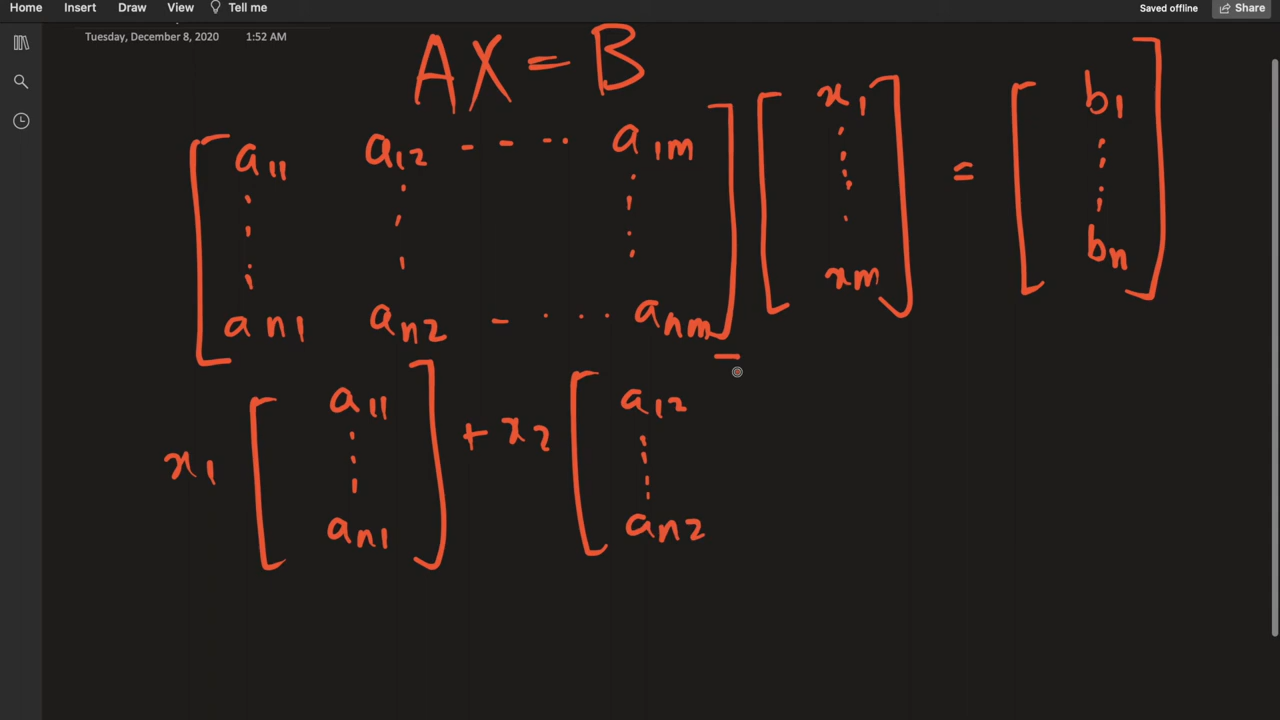 Home Insert Draw View Tell me Saved offline Share
Tuesday, December 8, 2020 1:52 AM
AX = B
[ a11 a12 - - - ·· a1m ] [ x1 ] = [ b1 ]
[ an1 an2 - · · · anm ] [ xm ] [ bn ]
x1 [ a11 ] + x2 [ a12
[ an1 ] [ an2